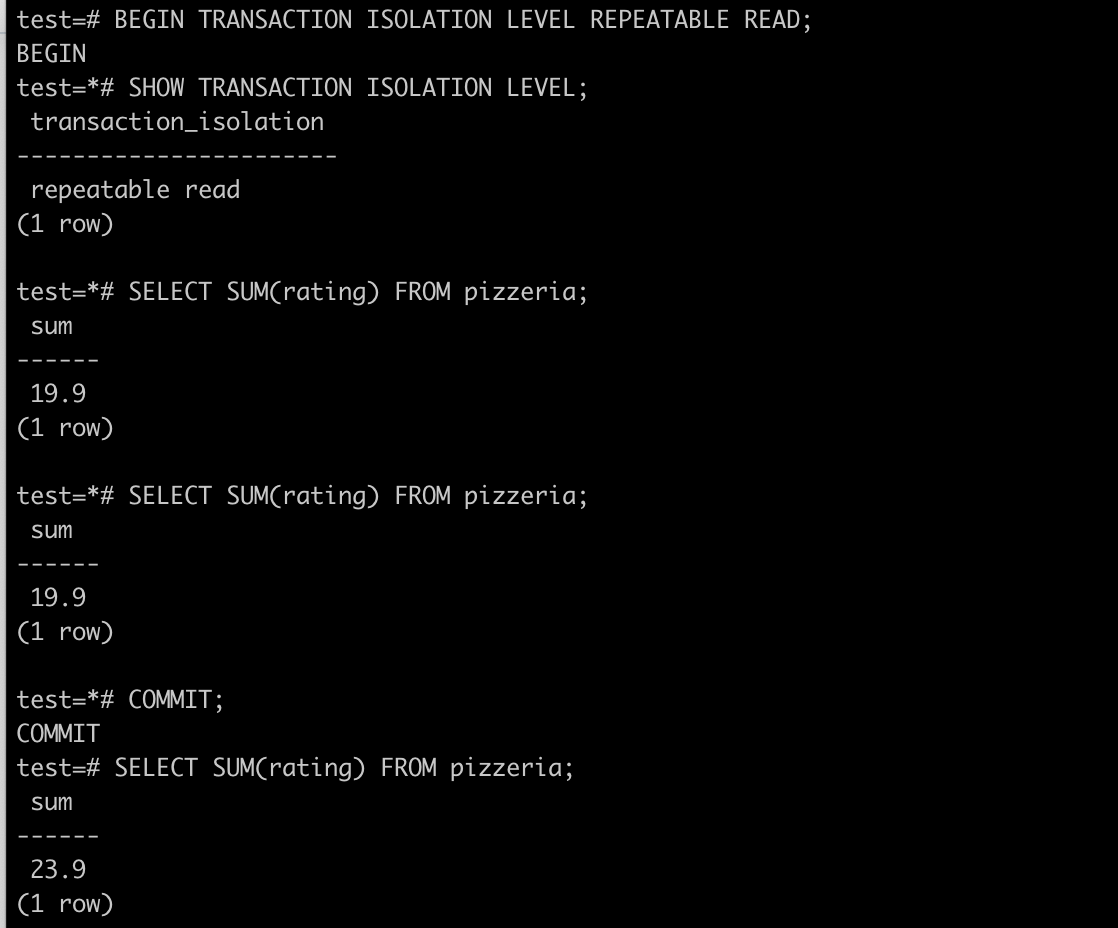 test=# BEGIN TRANSACTION ISOLATION LEVEL REPEATABLE READ;
BEGIN
test=*# SHOW TRANSACTION ISOLATION LEVEL;
 transaction_isolation
-----------------------
 repeatable read
(1 row)

test=*# SELECT SUM(rating) FROM pizzeria;
 sum
------
 19.9
(1 row)

test=*# SELECT SUM(rating) FROM pizzeria;
 sum
------
 19.9
(1 row)

test=*# COMMIT;
COMMIT
test=# SELECT SUM(rating) FROM pizzeria;
 sum
------
 23.9
(1 row)